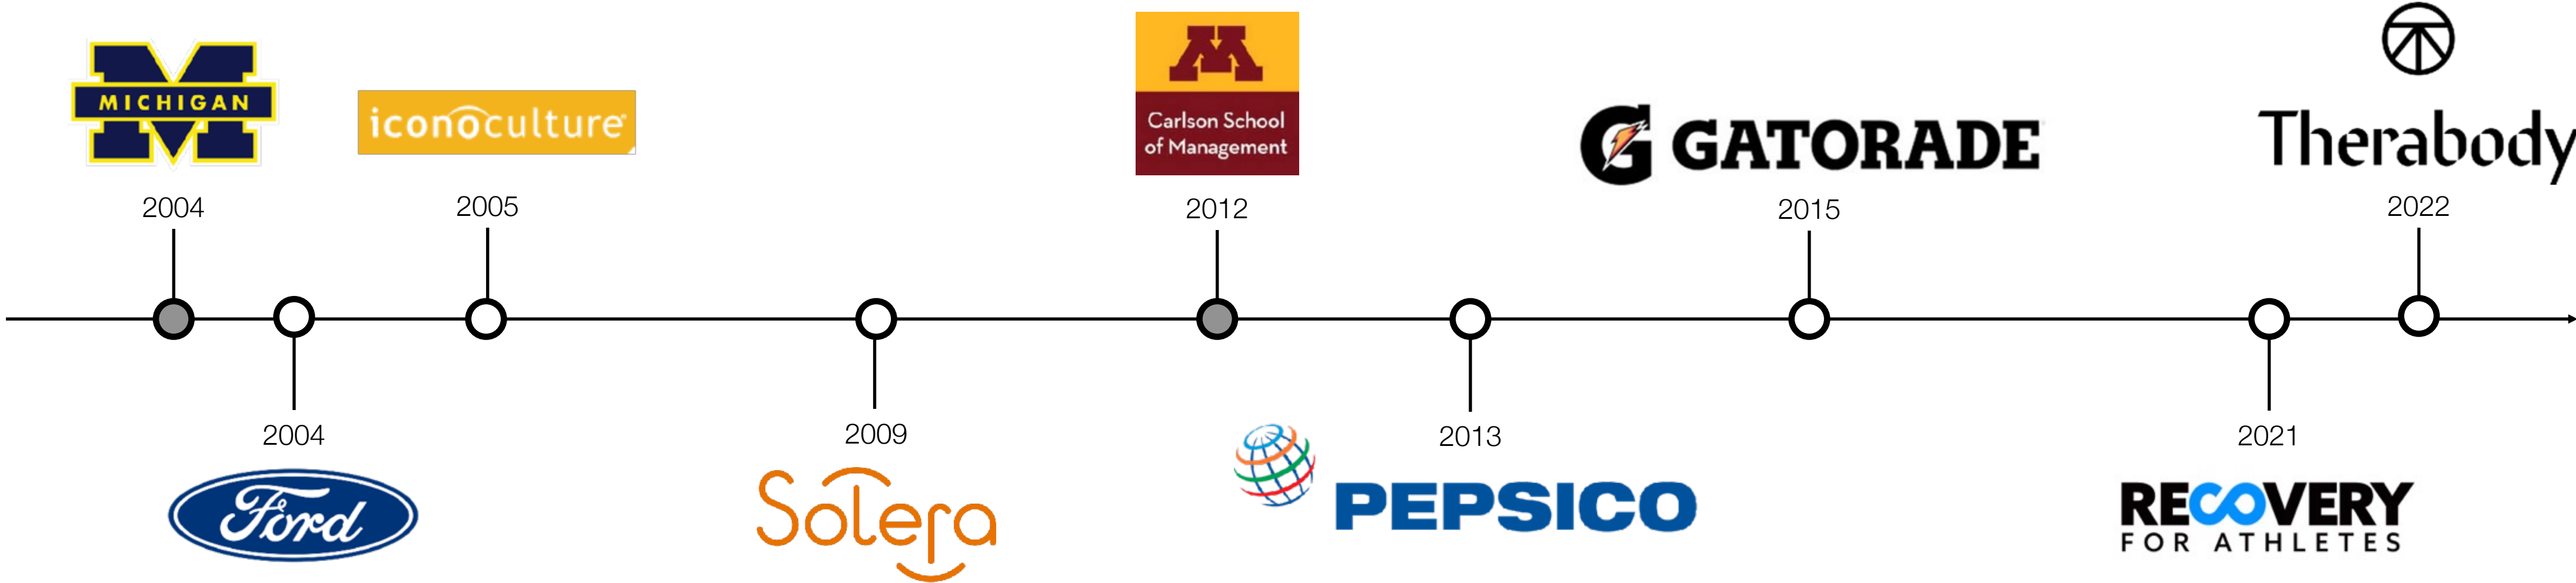 MICHIGAN
iconoculture®
Carlson School
of Management
GATORADE
Therabody
2004
2005
2012
2015
2022
2004
2009
2013
2021
Ford
Solera
PEPSICO
RECOVERY
FOR ATHLETES